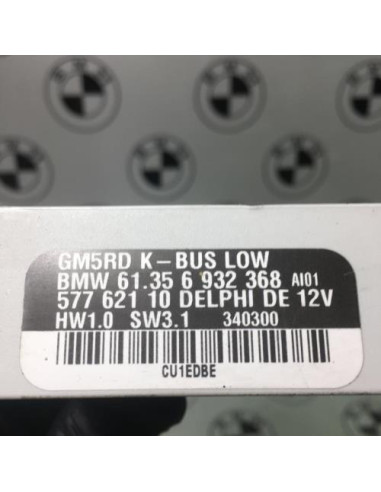 GM5RD K-BUS LOW
BMW 61.35 6 932 368 AI01
577 621 10 DELPHI DE 12V
HW1.0 SW3.1 340300
CU1EDBE